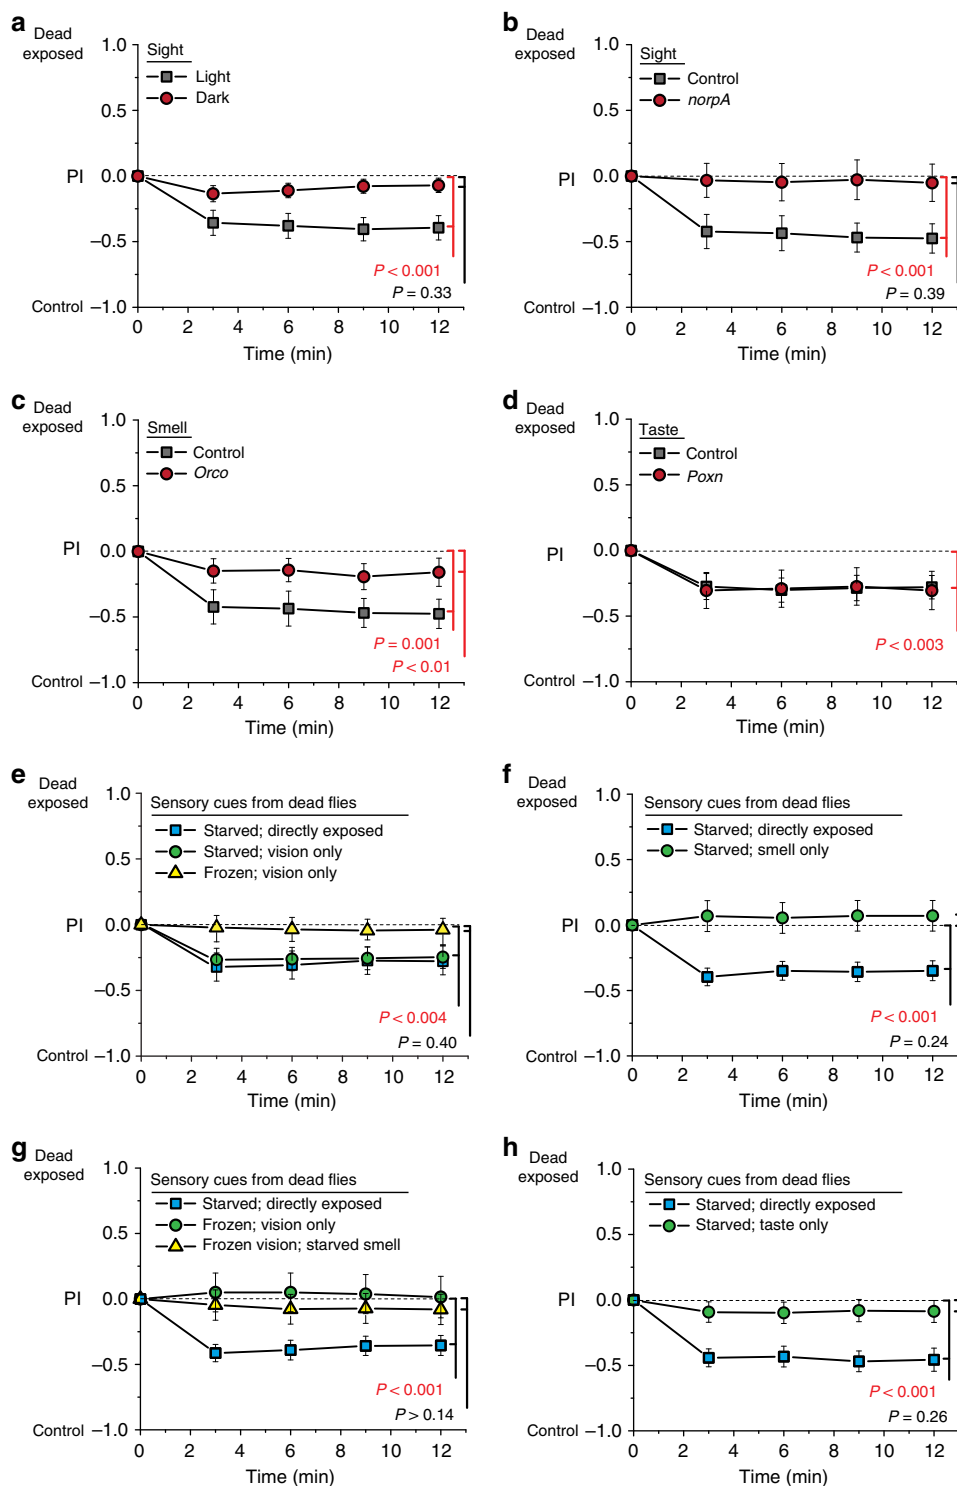 a
Dead
exposed
1.0
Sight
Light
Dark
0.5
PI
0.0
–0.5
P < 0.001
P = 0.33
Control
–1.0
0 2 4 6 8 10 12
Time (min)
b
Dead
exposed
1.0
Sight
Control
norpA
0.5
PI
0.0
–0.5
P < 0.001
P = 0.39
Control
–1.0
0 2 4 6 8 10 12
Time (min)
c
Dead
exposed
1.0
Smell
Control
Orco
0.5
PI
0.0
–0.5
P = 0.001
P < 0.01
Control
–1.0
0 2 4 6 8 10 12
Time (min)
d
Dead
exposed
1.0
Taste
Control
Poxn
0.5
PI
0.0
–0.5
P < 0.003
Control
–1.0
0 2 4 6 8 10 12
Time (min)
e
Dead
exposed
1.0
Sensory cues from dead flies
Starved; directly exposed
Starved; vision only
Frozen; vision only
0.5
PI
0.0
–0.5
P < 0.004
P = 0.40
Control
–1.0
0 2 4 6 8 10 12
Time (min)
f
Dead
exposed
1.0
Sensory cues from dead flies
Starved; directly exposed
Starved; smell only
0.5
PI
0.0
–0.5
P < 0.001
P = 0.24
Control
–1.0
0 2 4 6 8 10 12
Time (min)
g
Dead
exposed
1.0
Sensory cues from dead flies
Starved; directly exposed
Frozen; vision only
Frozen vision; starved smell
0.5
PI
0.0
–0.5
P < 0.001
P > 0.14
Control
–1.0
0 2 4 6 8 10 12
Time (min)
h
Dead
exposed
1.0
Sensory cues from dead flies
Starved; directly exposed
Starved; taste only
0.5
PI
0.0
–0.5
P < 0.001
P = 0.26
Control
–1.0
0 2 4 6 8 10 12
Time (min)